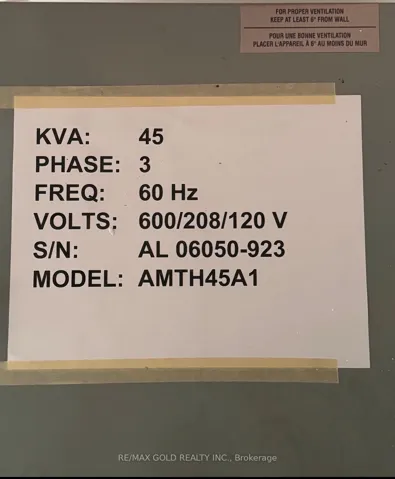 FOR PROPER VENTILATION
KEEP AT LEAST 6" FROM WALL
POUR UNE BONNE VENTILATION
PLACER L'APPAREIL À 6" AU MOINS DU MUR
KVA: 45
PHASE: 3
FREQ: 60 Hz
VOLTS: 600/208/120 V
S/N: AL 06050-923
MODEL: AMTH45A1
RE/MAX GOLD REALTY INC., Brokerage